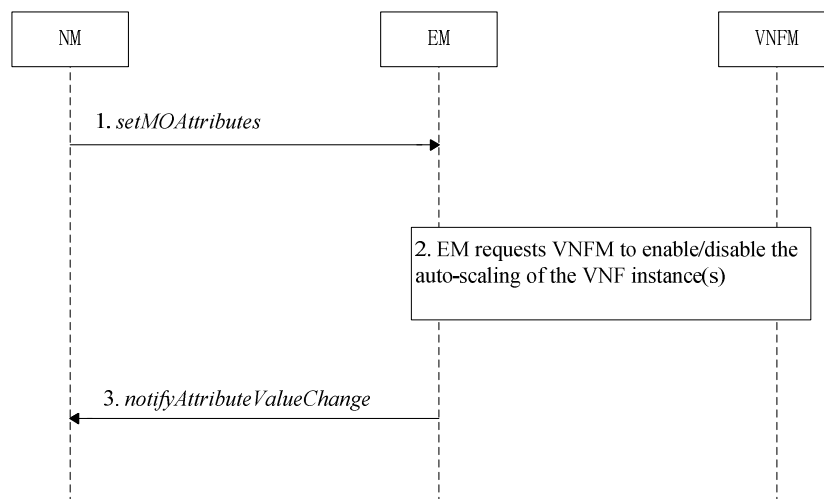 NM
EM
VNFM
1. setMOAttributes
2. EM requests VNFM to enable/disable the
auto-scaling of the VNF instance(s)
3. notifyAttributeValueChange